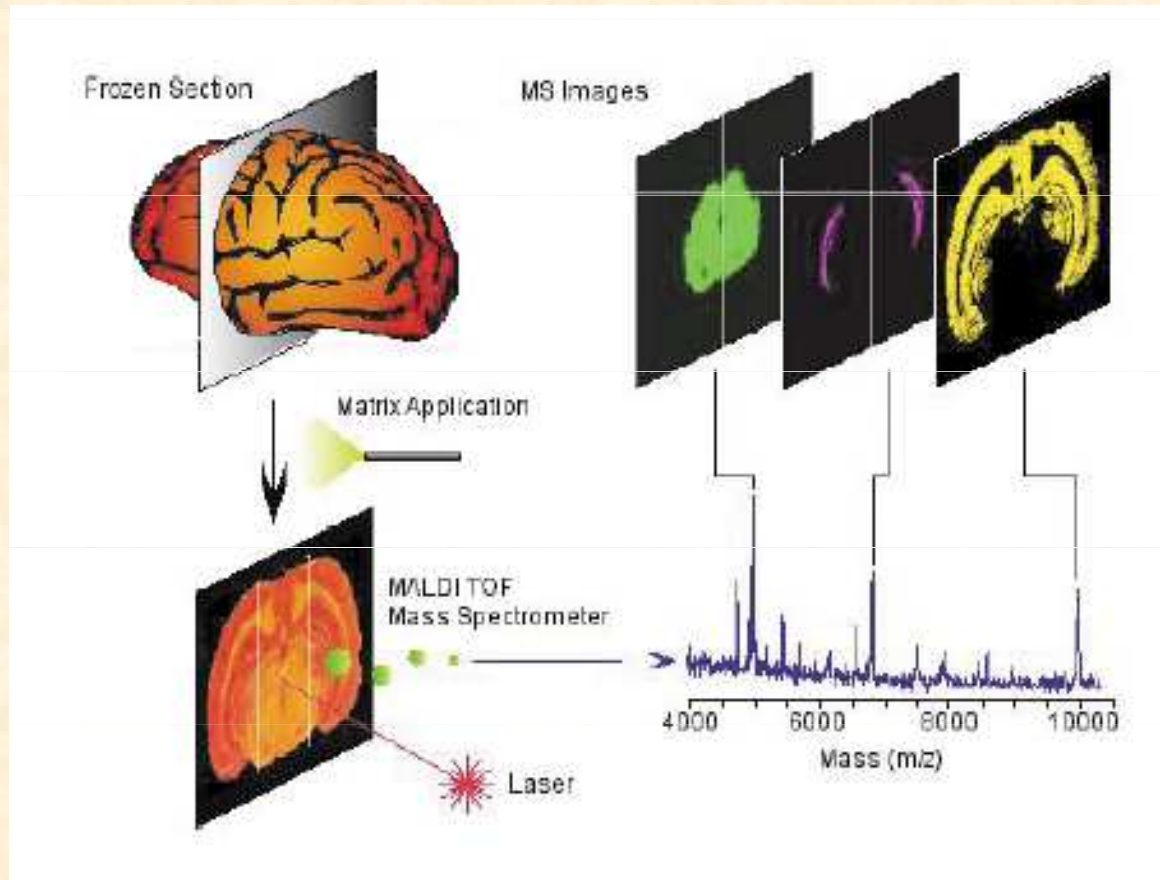 Frozen Section
MS Images
Matrix Application
MALDI TOF
Mass Spectrometer
4000 6000 8000 10000
Mass (m/z)
Laser